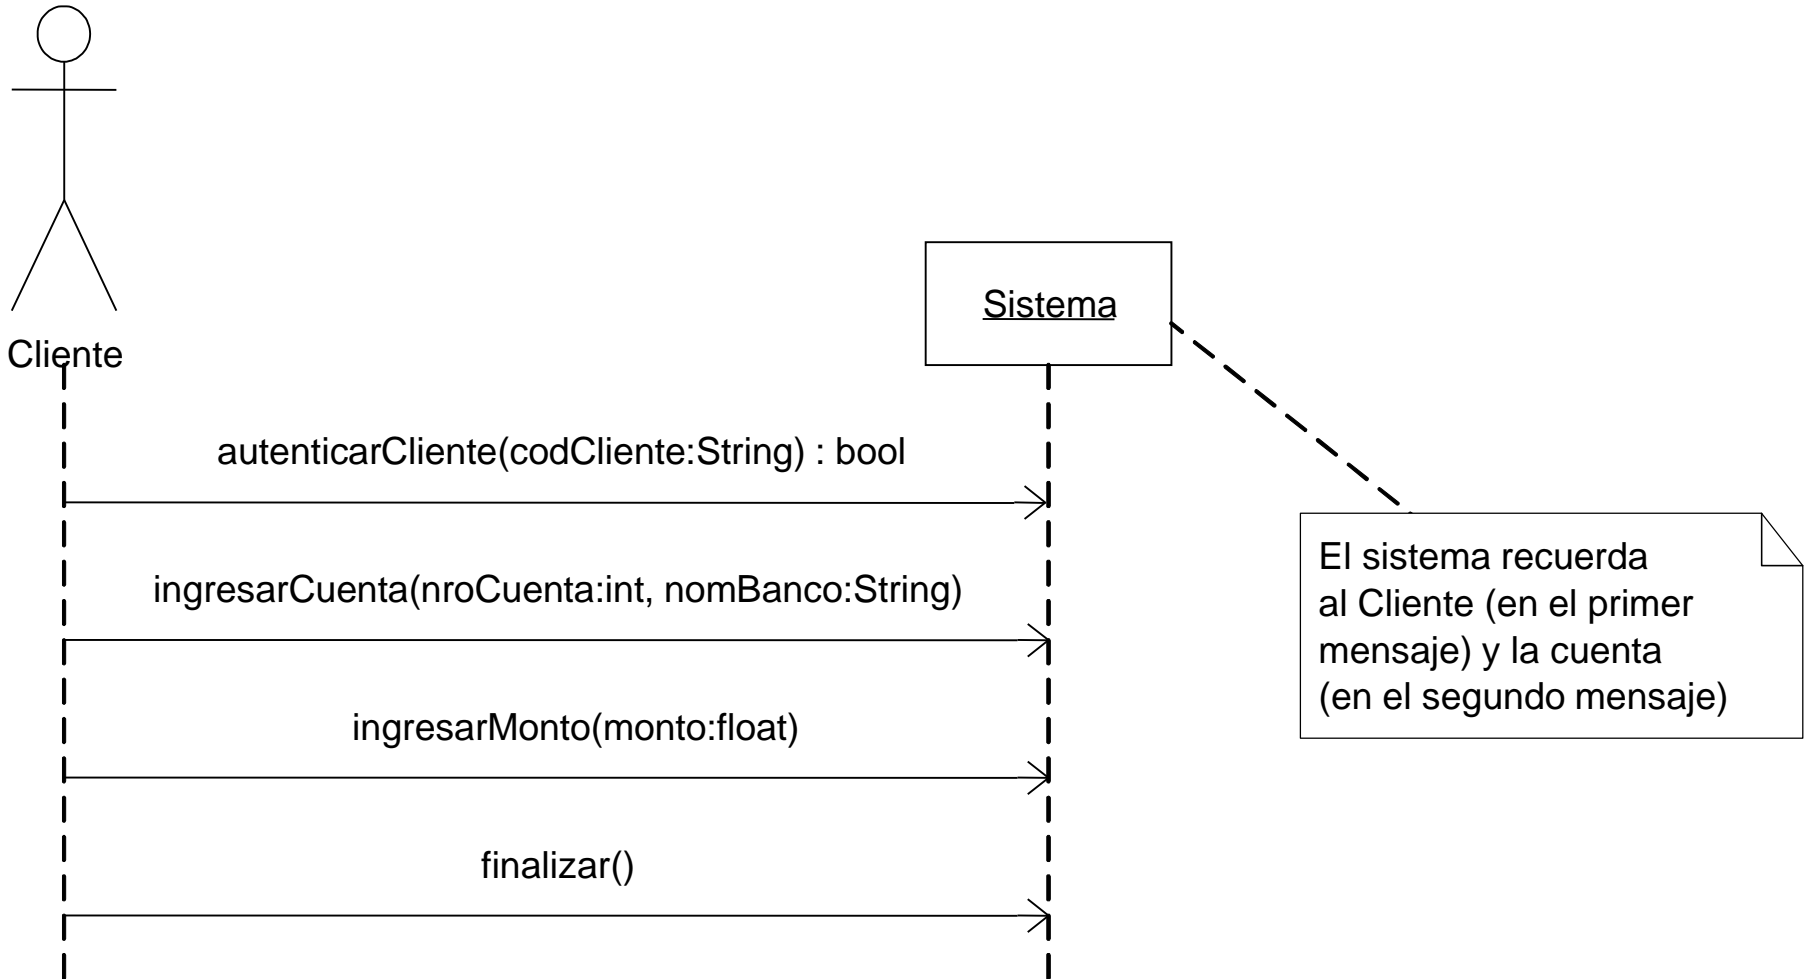 Sistema
Cliente
autenticarCliente(codCliente:String) : bool
ingresarCuenta(nroCuenta:int, nomBanco:String)
ingresarMonto(monto:float)
finalizar()
El sistema recuerda
al Cliente (en el primer
mensaje) y la cuenta
(en el segundo mensaje)